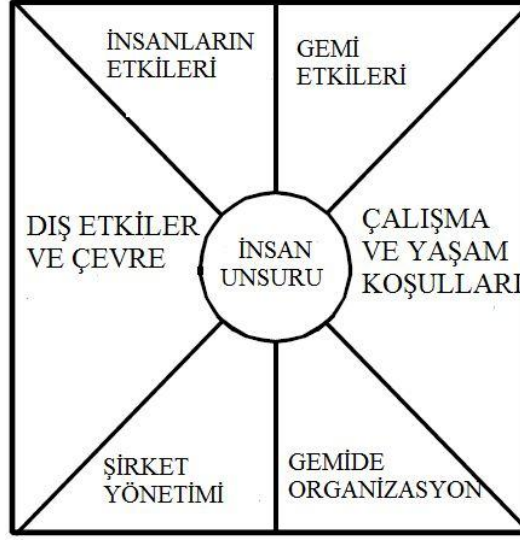 İNSANLARIN
ETKİLERİ
GEMİ
ETKİLERİ
DIŞ ETKİLER
VE ÇEVRE
İNSAN
UNSURU
ÇALIŞMA
VE YAŞAM
KOŞULLARI
ŞİRKET
YÖNETİMİ
GEMİDE
ORGANİZASYON